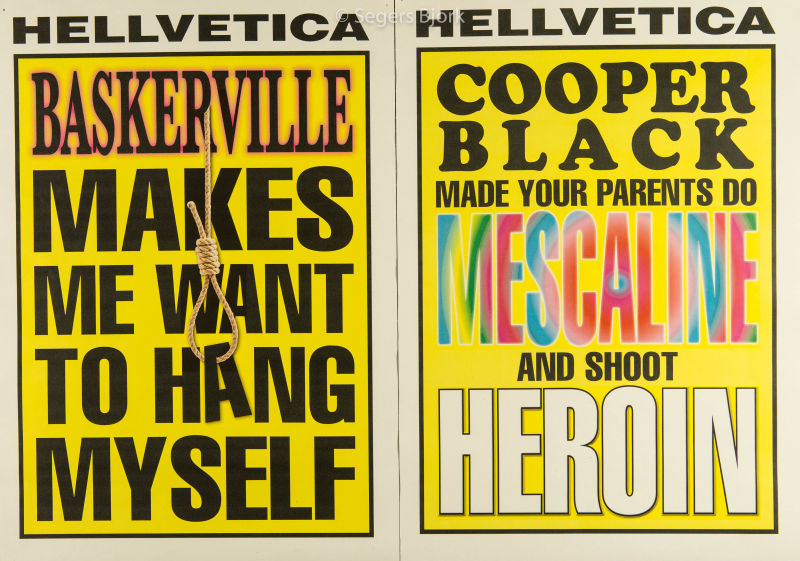 © Segers Bjork
HELLVETICA
BASKERVILLE
MAKES
ME WANT
TO HANG
MYSELF
HELLVETICA
COOPER
BLACK
MADE YOUR PARENTS DO
MESCALINE
AND SHOOT
HEROIN